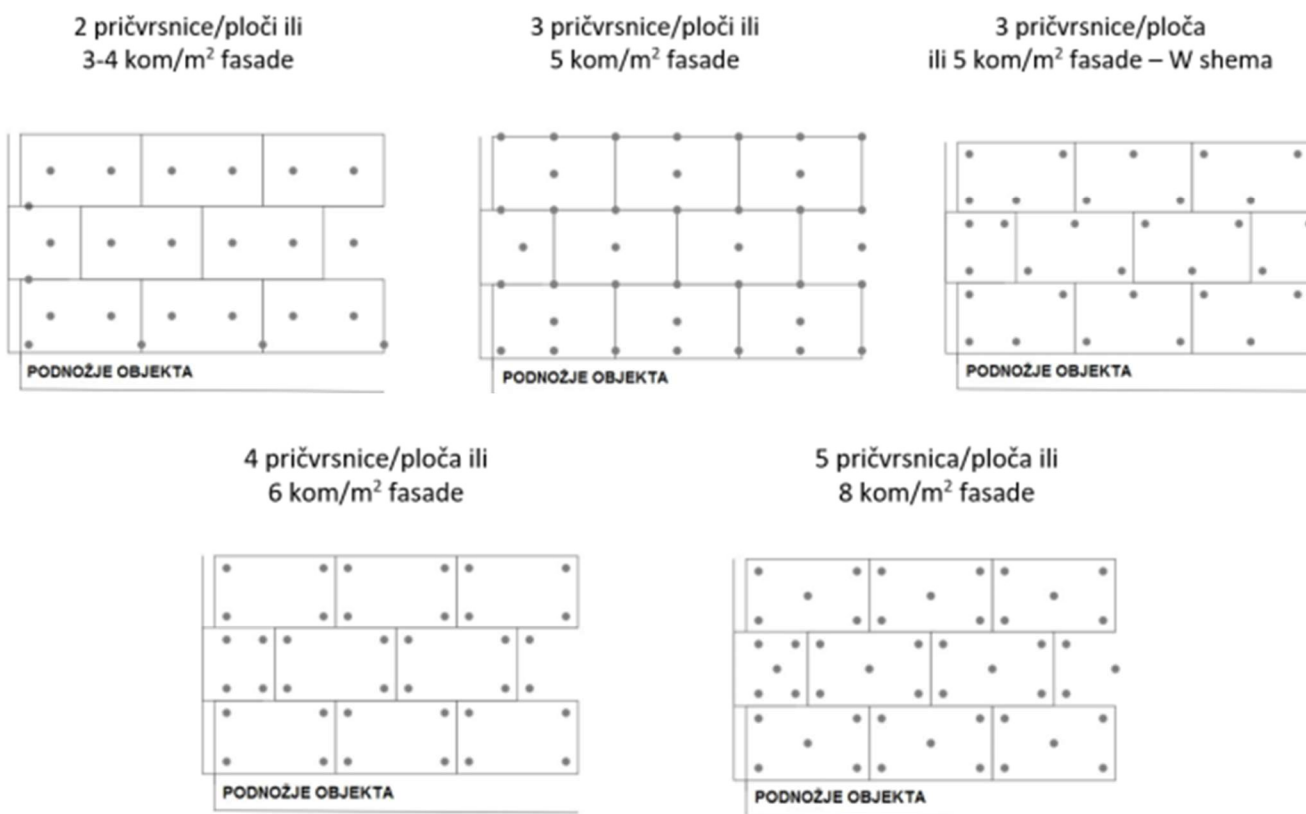 2 pričvrsnice/ploči ili
3-4 kom/m² fasade
3 pričvrsnice/ploči ili
5 kom/m² fasade
3 pričvrsnice/ploča
ili 5 kom/m² fasade – W shema
PODNOŽJE OBJEKTA
PODNOŽJE OBJEKTA
PODNOŽJE OBJEKTA
4 pričvrsnice/ploča ili
6 kom/m² fasade
5 pričvrsnica/ploča ili
8 kom/m² fasade
PODNOŽJE OBJEKTA
PODNOŽJE OBJEKTA